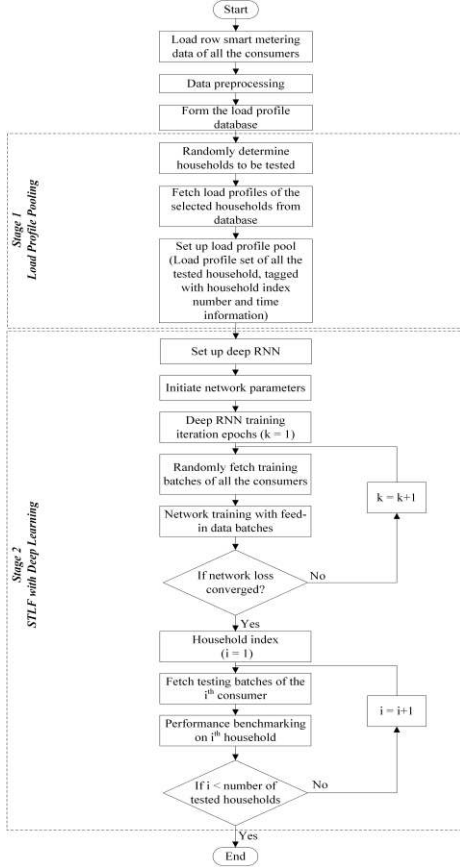 Start
Load row smart metering
data of all the consumers
Data preprocessing
Form the load profile
database
Stage 1
Load Profile Pooling
Randomly determine
households to be tested
Fetch load profiles of the
selected households from
database
Set up load profile pool
(Load profile set of all the
tested household, tagged
with household index
number and time
information)
Stage 2
STLF with Deep Learning
Set up deep RNN
Initiate network parameters
Deep RNN training
iteration epochs (k = 1)
Randomly fetch training
batches of all the consumers
k = k+1
Network training with feed-
in data batches
If network loss
converged?
No
Yes
Household index
(i = 1)
Fetch testing batches of the
ith consumer
i = i+1
Performance benchmarking
on ith household
If i < number of
tested households
No
Yes
End